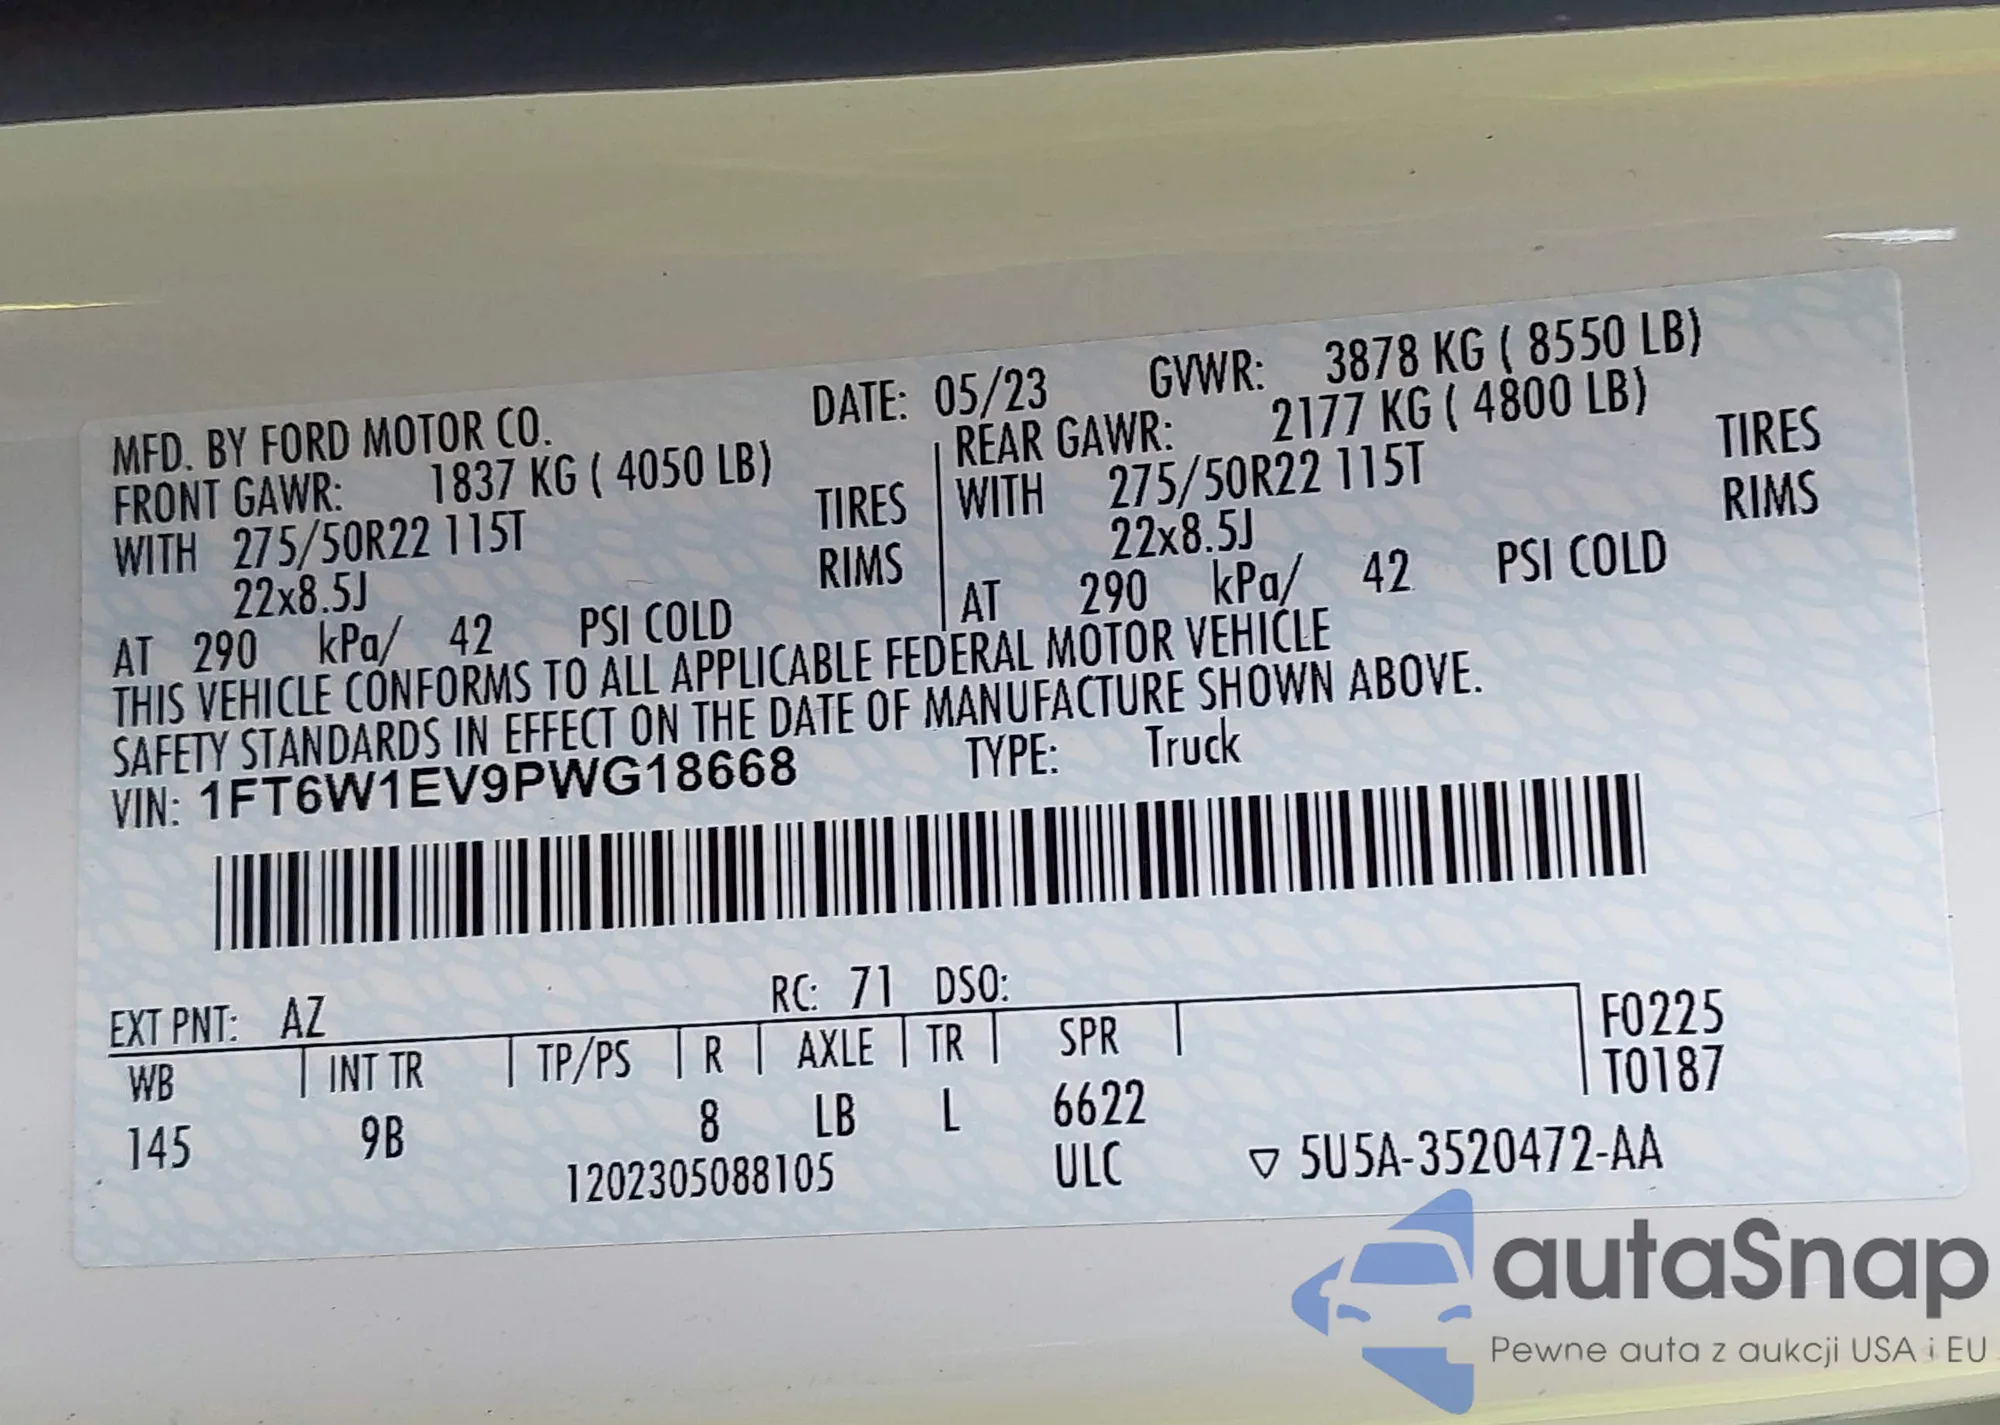 MFD. BY FORD MOTOR CO. DATE: 05/23 GVWR: 3878 KG ( 8550 LB)
FRONT GAWR: 1837 KG ( 4050 LB)
WITH 275/50R22 115T TIRES
22x8.5J RIMS
AT 290 kPa/ 42 PSI COLD
REAR GAWR: 2177 KG ( 4800 LB)
WITH 275/50R22 115T TIRES
22x8.5J RIMS
AT 290 kPa/ 42 PSI COLD
THIS VEHICLE CONFORMS TO ALL APPLICABLE FEDERAL MOTOR VEHICLE
SAFETY STANDARDS IN EFFECT ON THE DATE OF MANUFACTURE SHOWN ABOVE.
VIN: 1FT6W1EV9PWG18668 TYPE: Truck
EXT PNT: AZ RC: 71 DSO:
WB INT TR TP/PS R AXLE TR SPR
145 9B 8 LB L 6622
F0225
T0187
1202305088105 ULC ▽ 5U5A-3520472-AA
autaSnap
Pewne auta z aukcji USA i EU